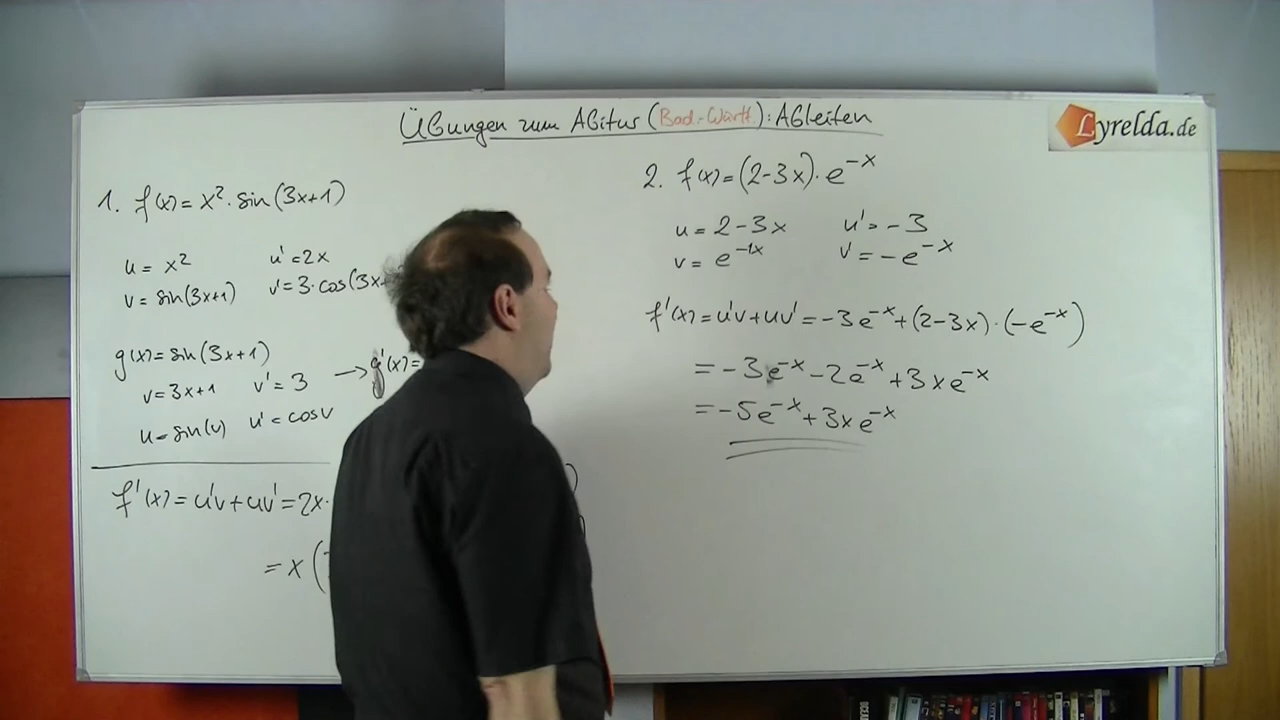 Übungen zum Abitur (Bad.-Württ.): Ableiten
Lyrelda.de
1. f(x) = x² · sin(3x+1)
u = x² u' = 2x
v = sin(3x+1) v' = 3·cos(3x
g(x) = sin(3x+1)
v = 3x+1 v' = 3 → g'(x) =
u = sin(v) u' = cos v
f'(x) = u'v + uv' = 2x ·
= x (
2. f(x) = (2-3x) · e^{-x}
u = 2-3x u' = -3
v = e^{-1x} v' = -e^{-x}
f'(x) = u'v + uv' = -3e^{-x} + (2-3x) · (-e^{-x})
= -3e^{-x} - 2e^{-x} + 3xe^{-x}
= -5e^{-x} + 3xe^{-x}